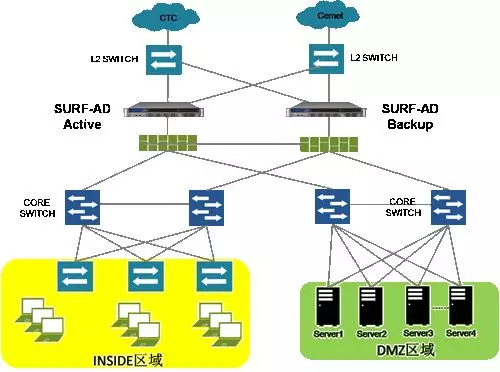 CTC
Cernet
L2 SWITCH
L2 SWITCH
SURF-AD
Active
SURF-AD
Backup
CORE
SWITCH
CORE
SWITCH
Server1
Server2
Server3
Server4
INSIDE区域
DMZ区域